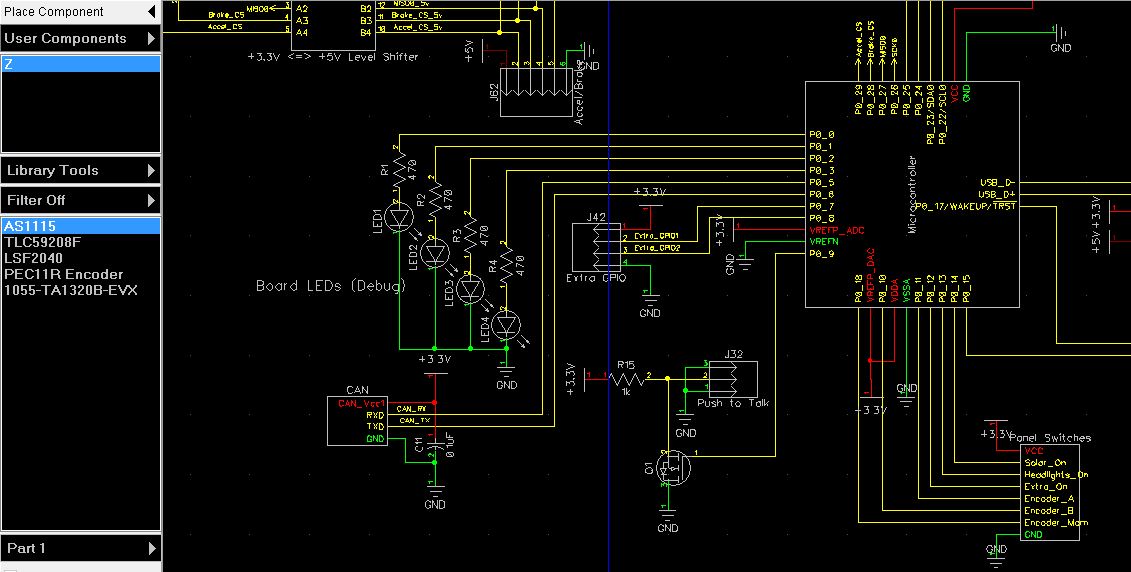 Place Component
User Components
Z
Library Tools
Filter Off
AS1115
TLC59208F
LSF2040
PEC11R Encoder
1055-TA1320B-EVX
Part 1
MISO0
A2
B2
MISO0_5v
Brake_CS
A3
B3
Brake_CS_5v
Accel_CS
A4
B4
Accel_CS_5v
+3.3V <=> +5V Level Shifter
+5V
GND
J62
Accel/Brake
Accel_CS
Brake_CS
MISO0
SCK0
GND
P0_29
P0_28
P0_27
P0_26
P0_25
P0_24
P0_23/SDA0
P0_22/SCL0
VCC
GND
P0_0
P0_1
P0_2
P0_3
P0_5
P0_6
P0_7
P0_8
VREFP_ADC
VREFN
P0_9
Microcontroller
USB_D-
USB_D+
P0_17/WAKEUP/TRST
+3.3V
+5V
P0_18
VREFP_DAC
VDDA
P0_10
VSSA
P0_11
P0_12
P0_13
P0_14
P0_15
R1
470
LED1
R2
470
LED2
R3
470
LED3
R4
470
LED4
Board LEDs (Debug)
GND
+3.3V
J42
Extra_GPIO1
Extra_GPIO2
Extra GPIO
GND
+3.3V
GND
+3.3V
CAN
CAN_Vcc1
RXD
TXD
GND
CAN_RX
CAN_TX
C11
0.1uF
GND
+3.3V
R15
1k
J32
Push to Talk
GND
Q1
GND
+3.3V
GND
+3.3V
Panel Switches
VCC
Solar_On
Headlights_On
Extra_On
Encoder_A
Encoder_B
Encoder_Mom
GND
GND